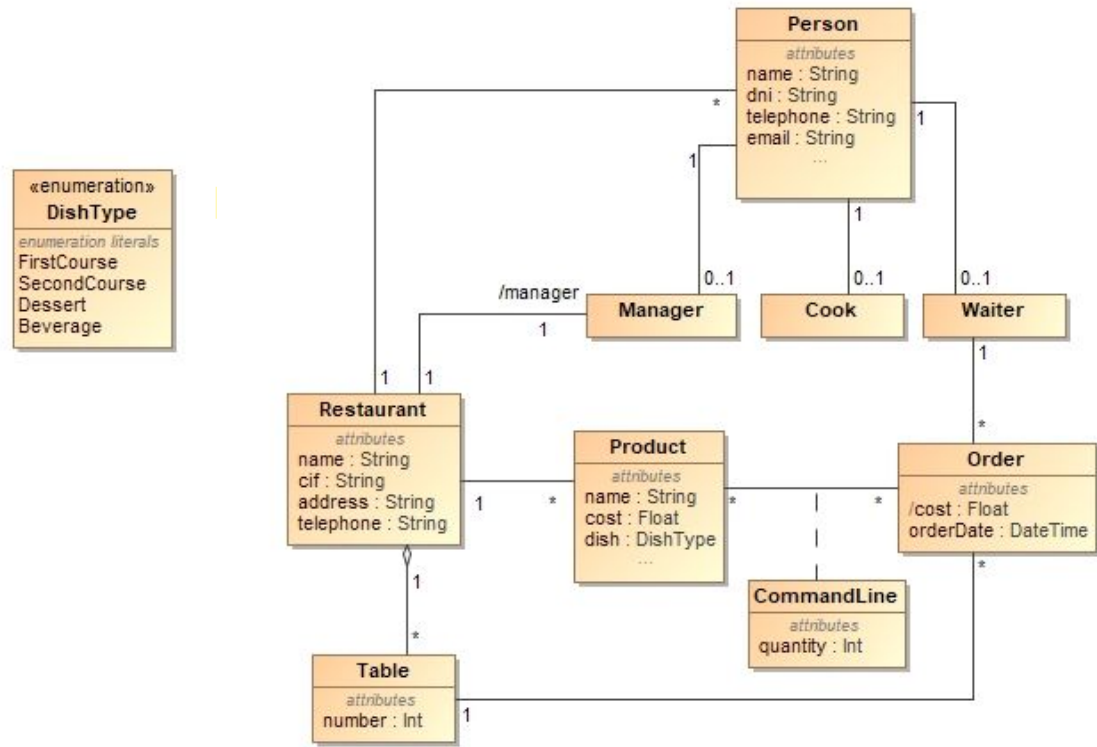 Person
attributes
name : String
dni : String
telephone : String
email : String
...
*
1
1
1
«enumeration»
DishType
enumeration literals
FirstCourse
SecondCourse
Dessert
Beverage
0..1
0..1
0..1
/manager
1
Manager
Cook
Waiter
1
1
1
*
Restaurant
attributes
name : String
cif : String
address : String
telephone : String
1
*
Product
attributes
name : String
cost : Float
dish : DishType
...
*
*
Order
attributes
/cost : Float
orderDate : DateTime
*
1
*
CommandLine
attributes
quantity : Int
Table
attributes
number : Int
1